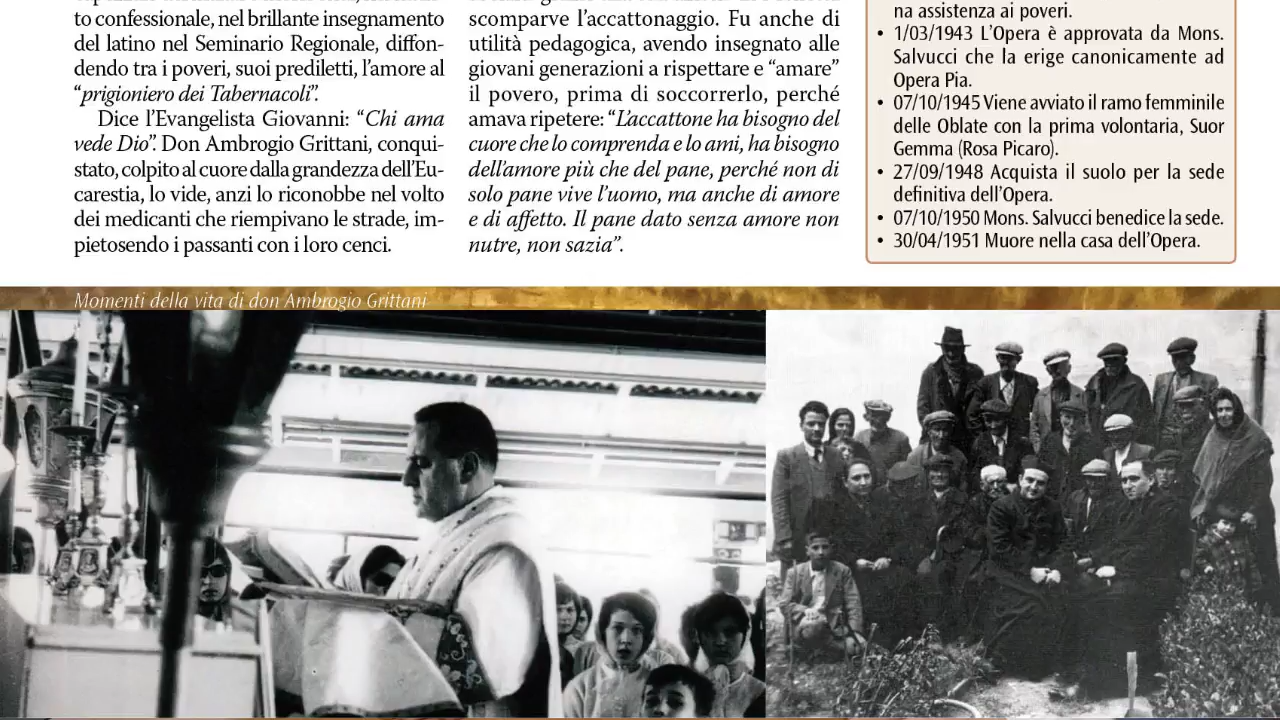 to confessionale, nel brillante insegnamento
del latino nel Seminario Regionale, diffon-
dendo tra i poveri, suoi prediletti, l'amore al
“prigioniero dei Tabernacoli”.
Dice l'Evangelista Giovanni: “Chi ama
vede Dio”. Don Ambrogio Grittani, conqui-
stato, colpito al cuore dalla grandezza dell'Eu-
carestia, lo vide, anzi lo riconobbe nel volto
dei medicanti che riempivano le strade, im-
pietosendo i passanti con i loro cenci.
scomparve l'accattonaggio. Fu anche di
utilità pedagogica, avendo insegnato alle
giovani generazioni a rispettare e “amare”
il povero, prima di soccorrerlo, perché
amava ripetere: “L'accattone ha bisogno del
cuore che lo comprenda e lo ami, ha bisogno
dell'amore più che del pane, perché non di
solo pane vive l'uomo, ma anche di amore
e di affetto. Il pane dato senza amore non
nutre, non sazia”.
na assistenza ai poveri.
• 1/03/1943 L'Opera è approvata da Mons.
Salvucci che la erige canonicamente ad
Opera Pia.
• 07/10/1945 Viene avviato il ramo femminile
delle Oblate con la prima volontaria, Suor
Gemma (Rosa Picaro).
• 27/09/1948 Acquista il suolo per la sede
definitiva dell'Opera.
• 07/10/1950 Mons. Salvucci benedice la sede.
• 30/04/1951 Muore nella casa dell'Opera.
Momenti della vita di don Ambrogio Grittani